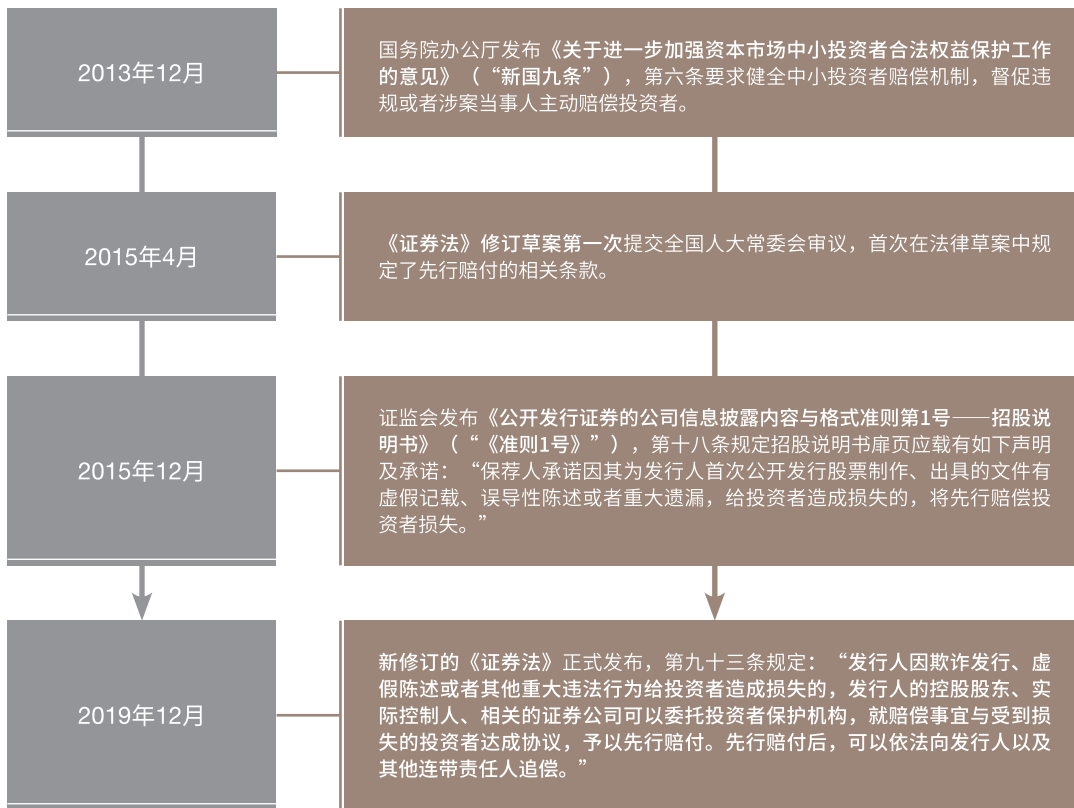 2013年12月
国务院办公厅发布《关于进一步加强资本市场中小投资者合法权益保护工作
的意见》（“新国九条”），第六条要求健全中小投资者赔偿机制，督促违
规或者涉案当事人主动赔偿投资者。
2015年4月
《证券法》修订草案第一次提交全国人大常委会审议，首次在法律草案中规
定了先行赔付的相关条款。
2015年12月
证监会发布《公开发行证券的公司信息披露内容与格式准则第1号——招股说
明书》（“《准则1号》”），第十八条规定招股说明书扉页应载有如下声明
及承诺：“保荐人承诺因其为发行人首次公开发行股票制作、出具的文件有
虚假记载、误导性陈述或者重大遗漏，给投资者造成损失的，将先行赔偿投
资者损失。”
2019年12月
新修订的《证券法》正式发布，第九十三条规定：“发行人因欺诈发行、虚
假陈述或者其他重大违法行为给投资者造成损失的，发行人的控股股东、实
际控制人、相关的证券公司可以委托投资者保护机构，就赔偿事宜与受到损
失的投资者达成协议，予以先行赔付。先行赔付后，可以依法向发行人以及
其他连带责任人追偿。”